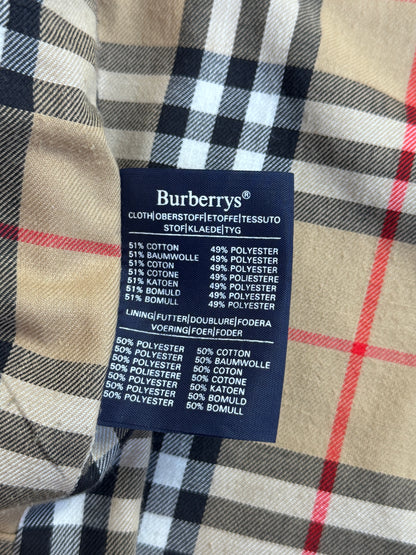 Burberrys®
CLOTH|OBERSTOFF|ETOFFE|TESSUTO
STOF|KLAEDE|TYG
51% COTTON 49% POLYESTER
51% BAUMWOLLE 49% POLYESTER
51% COTON 49% POLYESTER
51% COTONE 49% POLIESTERE
51% KATOEN 49% POLYESTER
51% BOMULD 49% POLYESTER
51% BOMULL 49% POLYESTER
LINING|FUTTER|DOUBLURE|FODERA
VOERING|FOER|FODER
50% POLYESTER 50% COTTON
50% POLYESTER 50% BAUMWOLLE
50% POLYESTER 50% COTON
50% POLIESTERE 50% COTONE
50% POLYESTER 50% KATOEN
50% POLYESTER 50% BOMULD
50% POLYESTER 50% BOMULL